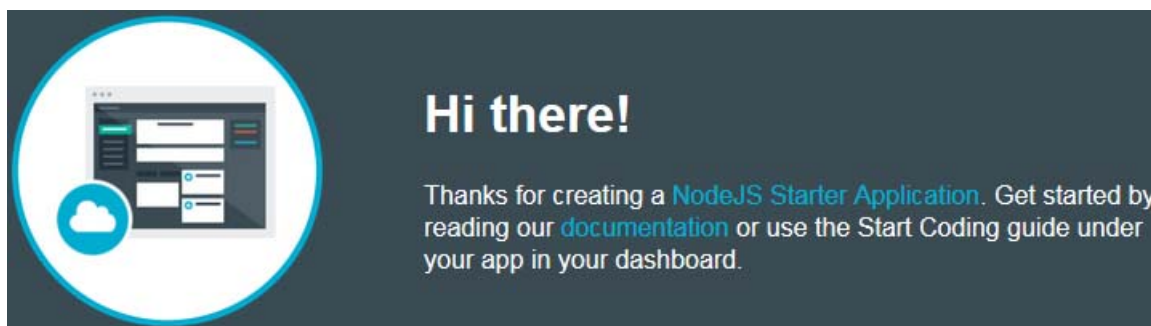 Hi there!
Thanks for creating a NodeJS Starter Application. Get started by
reading our documentation or use the Start Coding guide under
your app in your dashboard.